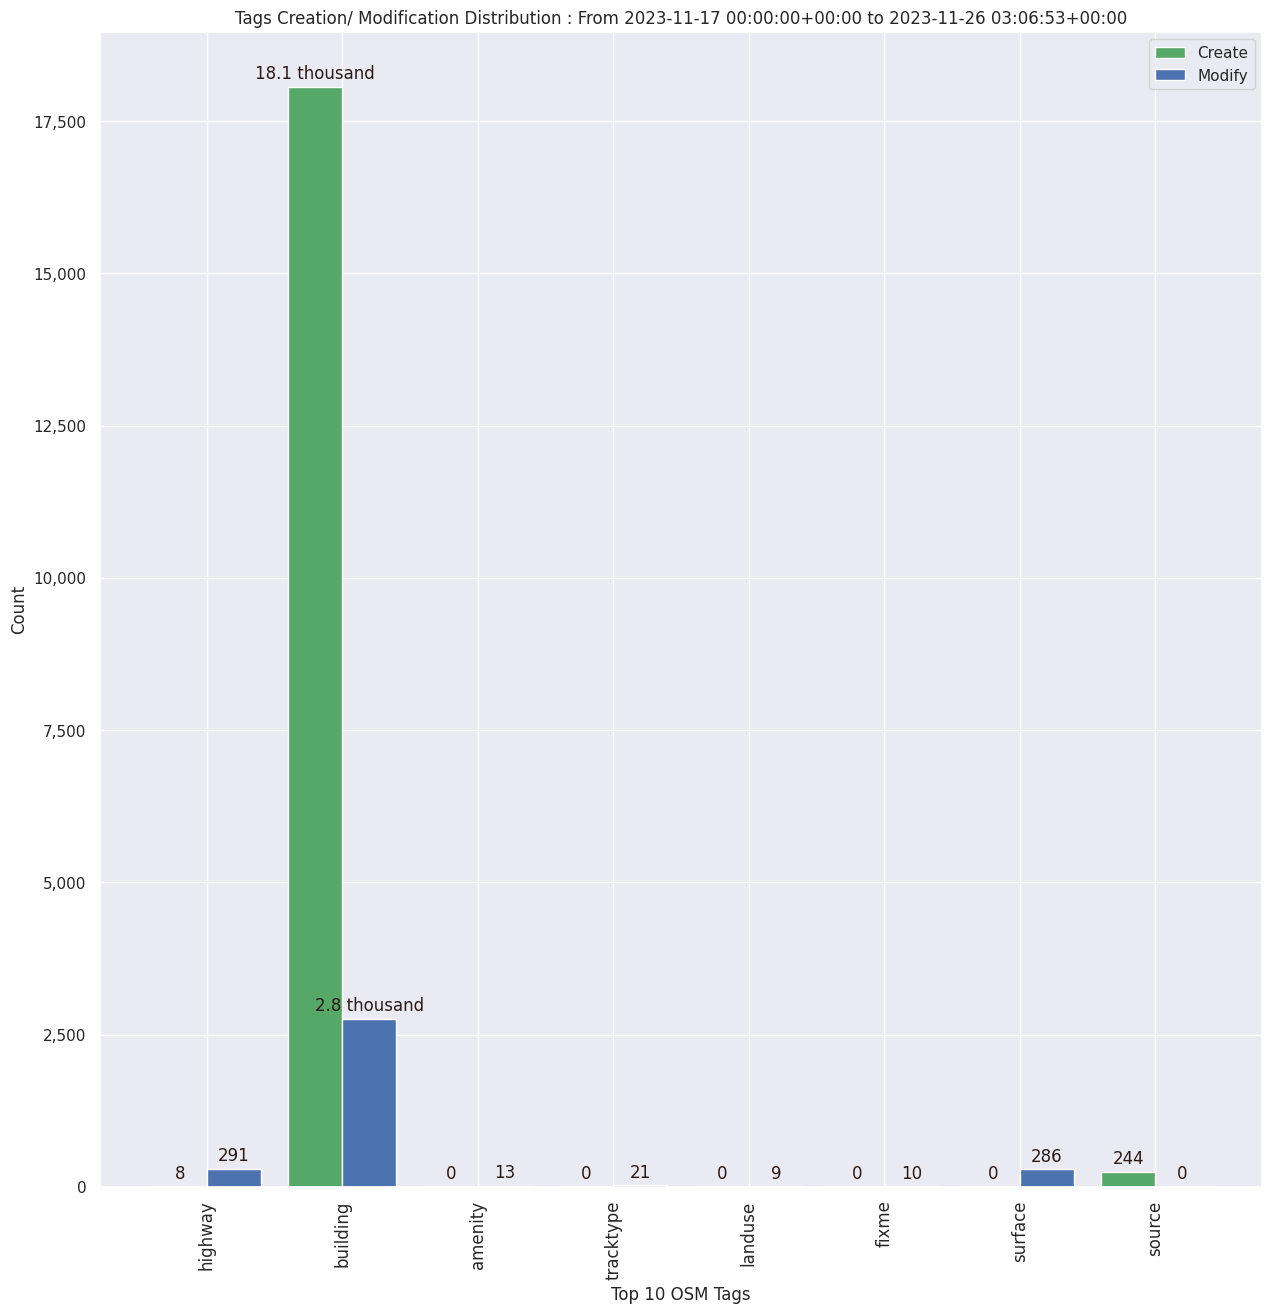 Tags Creation/ Modification Distribution : From 2023-11-17 00:00:00+00:00 to 2023-11-26 03:06:53+00:00
Create
Modify
18.1 thousand
2.8 thousand
17,500
15,000
12,500
10,000
7,500
5,000
2,500
0
Count
8 291 0 13 0 21 0 9 0 10 0 286 244 0
highway
building
amenity
tracktype
landuse
fixme
surface
source
Top 10 OSM Tags